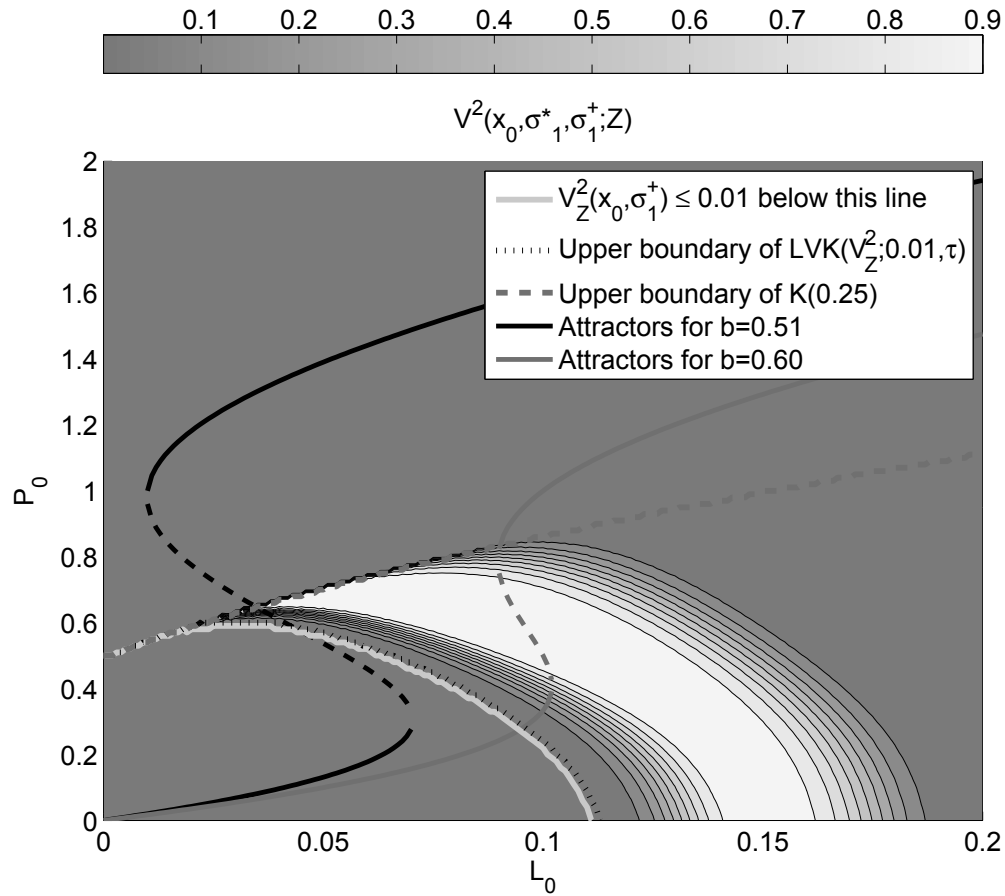 0.1 0.2 0.3 0.4 0.5 0.6 0.7 0.8 0.9
V²(x₀,σ*₁,σ₁⁺;Z)
2
1.8
1.6
1.4
1.2
1
0.8
0.6
0.4
0.2
0
P₀
V²_Z(x₀,σ₁⁺) ≤ 0.01 below this line
Upper boundary of LVK(V²_Z;0.01,τ)
Upper boundary of K(0.25)
Attractors for b=0.51
Attractors for b=0.60
0 0.05 0.1 0.15 0.2
L₀